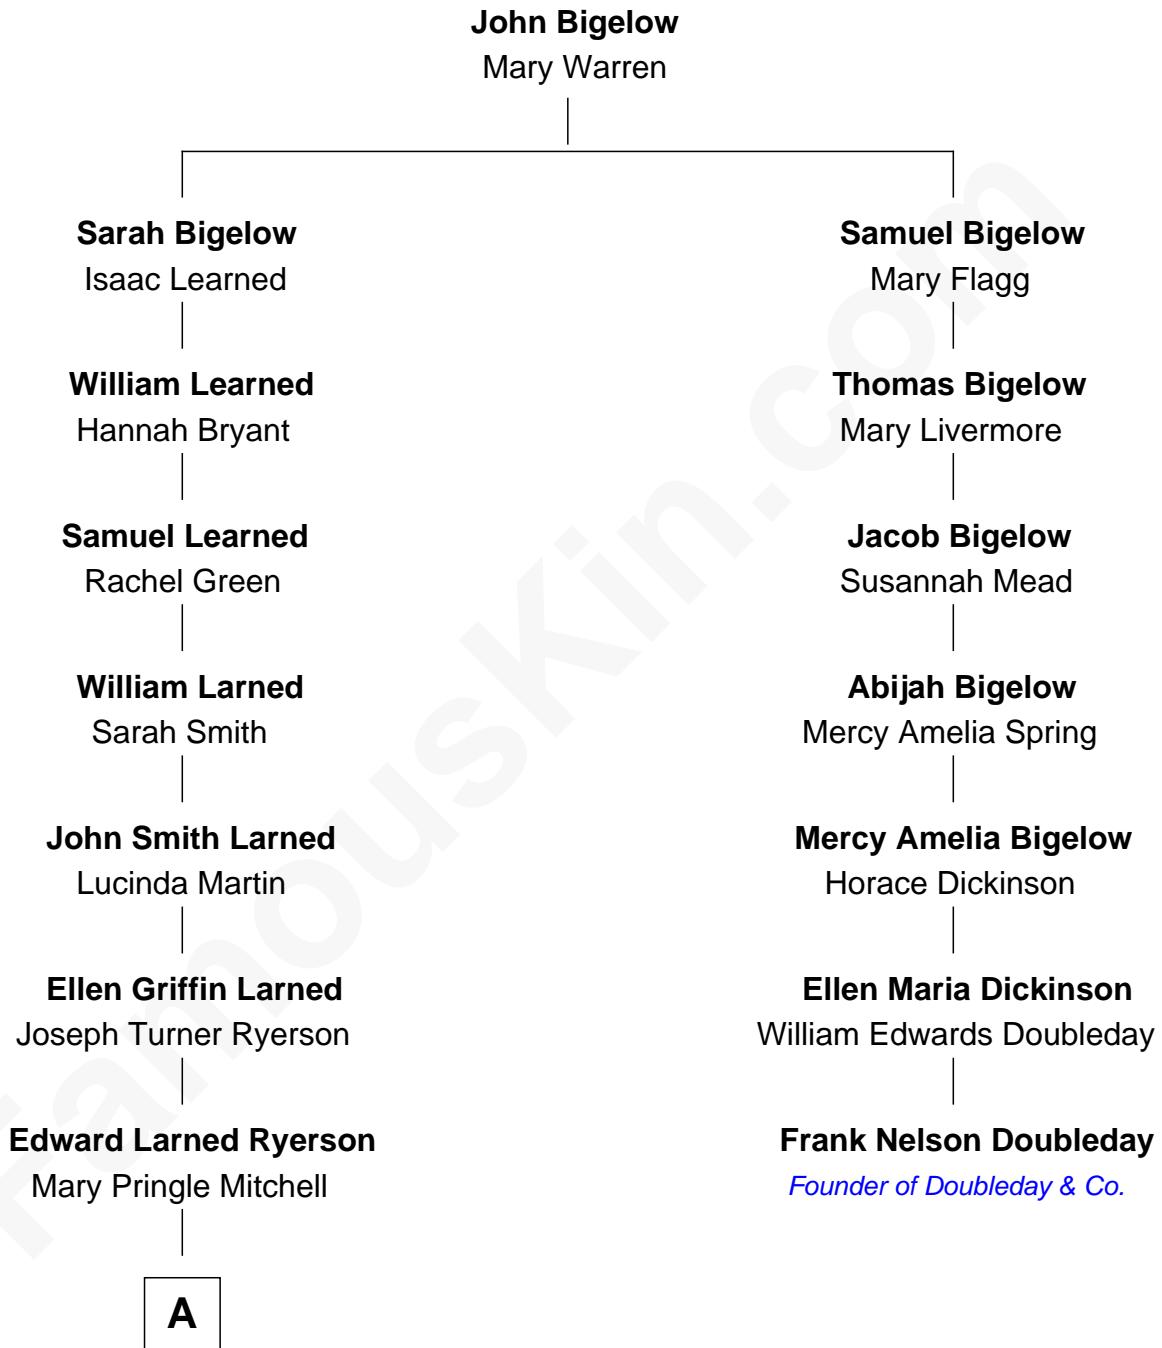 John Bigelow
Mary Warren
Sarah Bigelow
Isaac Learned
Samuel Bigelow
Mary Flagg
William Learned
Hannah Bryant
Thomas Bigelow
Mary Livermore
Samuel Learned
Rachel Green
Jacob Bigelow
Susannah Mead
William Larned
Sarah Smith
Abijah Bigelow
Mercy Amelia Spring
John Smith Larned
Lucinda Martin
Mercy Amelia Bigelow
Horace Dickinson
Ellen Griffin Larned
Joseph Turner Ryerson
Ellen Maria Dickinson
William Edwards Doubleday
Edward Larned Ryerson
Mary Pringle Mitchell
Frank Nelson Doubleday
Founder of Doubleday & Co.
A
FamousKin.com